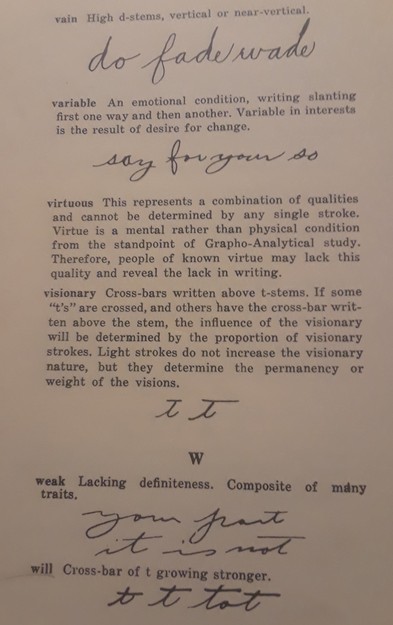 vain High d-stems, vertical or near-vertical.
do fade wade
variable An emotional condition, writing slanting
first one way and then another. Variable in interests
is the result of desire for change.
say for your so
virtuous This represents a combination of qualities
and cannot be determined by any single stroke.
Virtue is a mental rather than physical condition
from the standpoint of Grapho-Analytical study.
Therefore, people of known virtue may lack this
quality and reveal the lack in writing.
visionary Cross-bars written above t-stems. If some
"t's" are crossed, and others have the cross-bar writ-
ten above the stem, the influence of the visionary
will be determined by the proportion of visionary
strokes. Light strokes do not increase the visionary
nature, but they determine the permanency or
weight of the visions.
t t
W
weak Lacking definiteness. Composite of many
traits.
your
it is not
will Cross-bar of t growing stronger.
t t tot